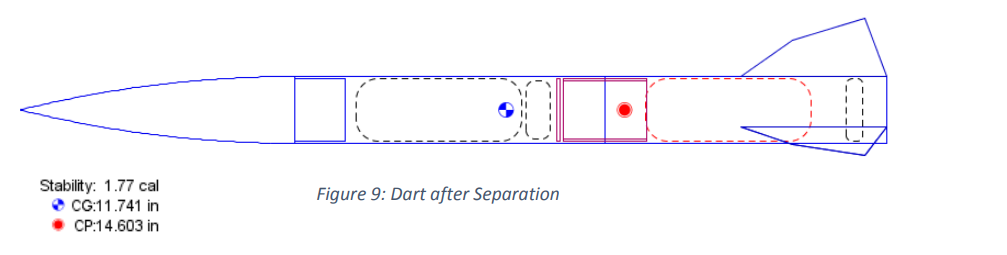 Stability: 1.77 cal
CG:11.741 in
CP:14.603 in
Figure 9: Dart after Separation